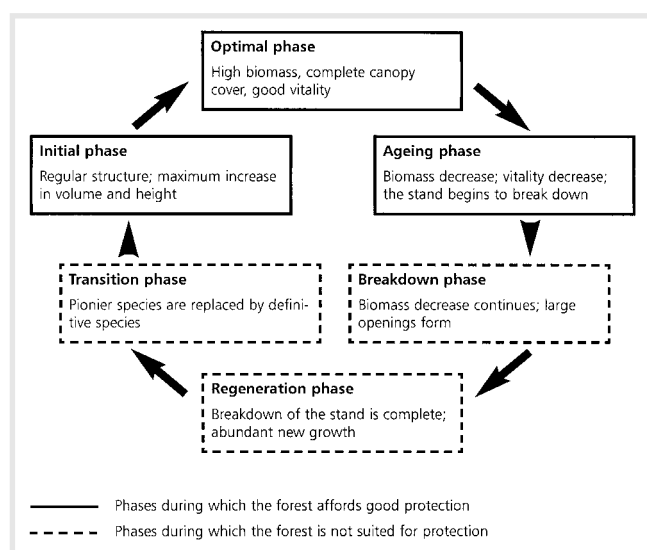 Optimal phase
High biomass, complete canopy
cover, good vitality
Initial phase
Regular structure; maximum increase
in volume and height
Ageing phase
Biomass decrease; vitality decrease;
the stand begins to break down
Transition phase
Pionier species are replaced by defini-
tive species
Breakdown phase
Biomass decrease continues; large
openings form
Regeneration phase
Breakdown of the stand is complete;
abundant new growth
Phases during which the forest affords good protection
Phases during which the forest is not suited for protection